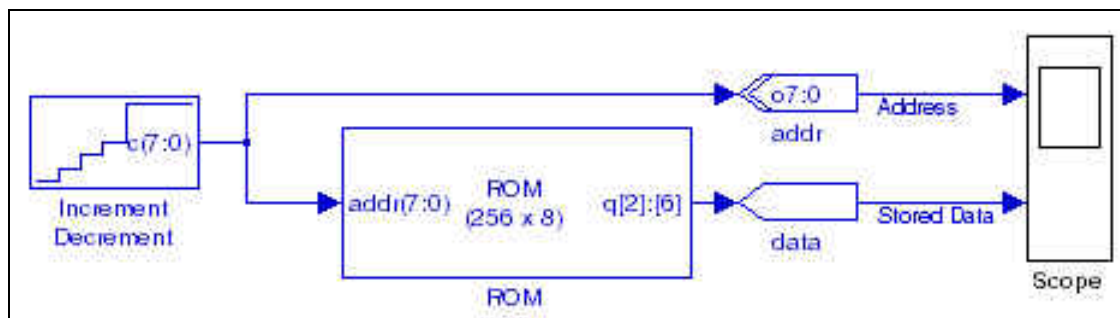 c(7:0)
Increment
Decrement
addr(7:0)
ROM
(256 x 8)
q[2]:[6]
ROM
o7:0
addr
Address
data
Stored Data
Scope